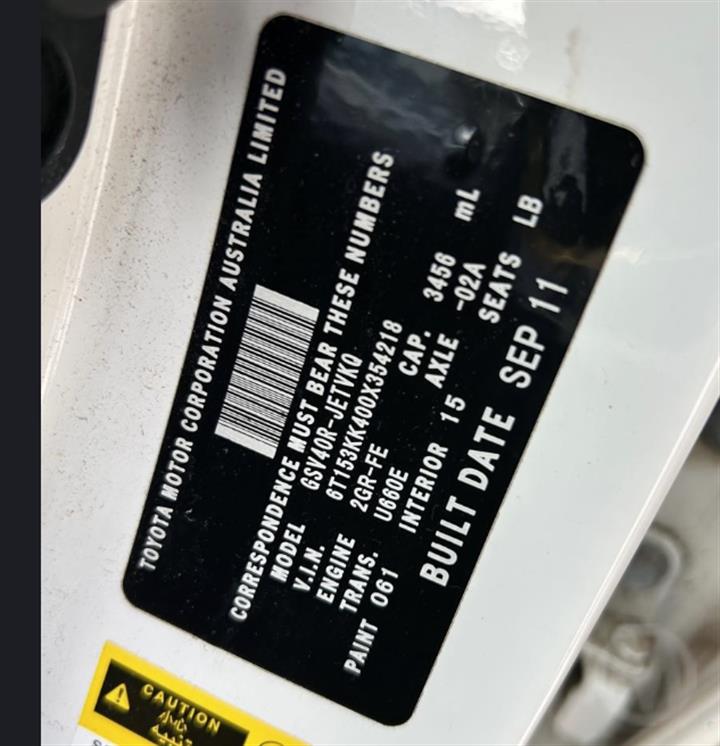 TOYOTA MOTOR CORPORATION AUSTRALIA LIMITED
CORRESPONDENCE MUST BEAR THESE NUMBERS
MODEL GSV40R-JETVKQ
V.I.N. 6T153KK400X354218
ENGINE 2GR-FE CAP. 3456 mL
TRANS. U660E AXLE -02A
PAINT 061 INTERIOR 15 SEATS LB
BUILT DATE SEP 11
CAUTION
تنبيه